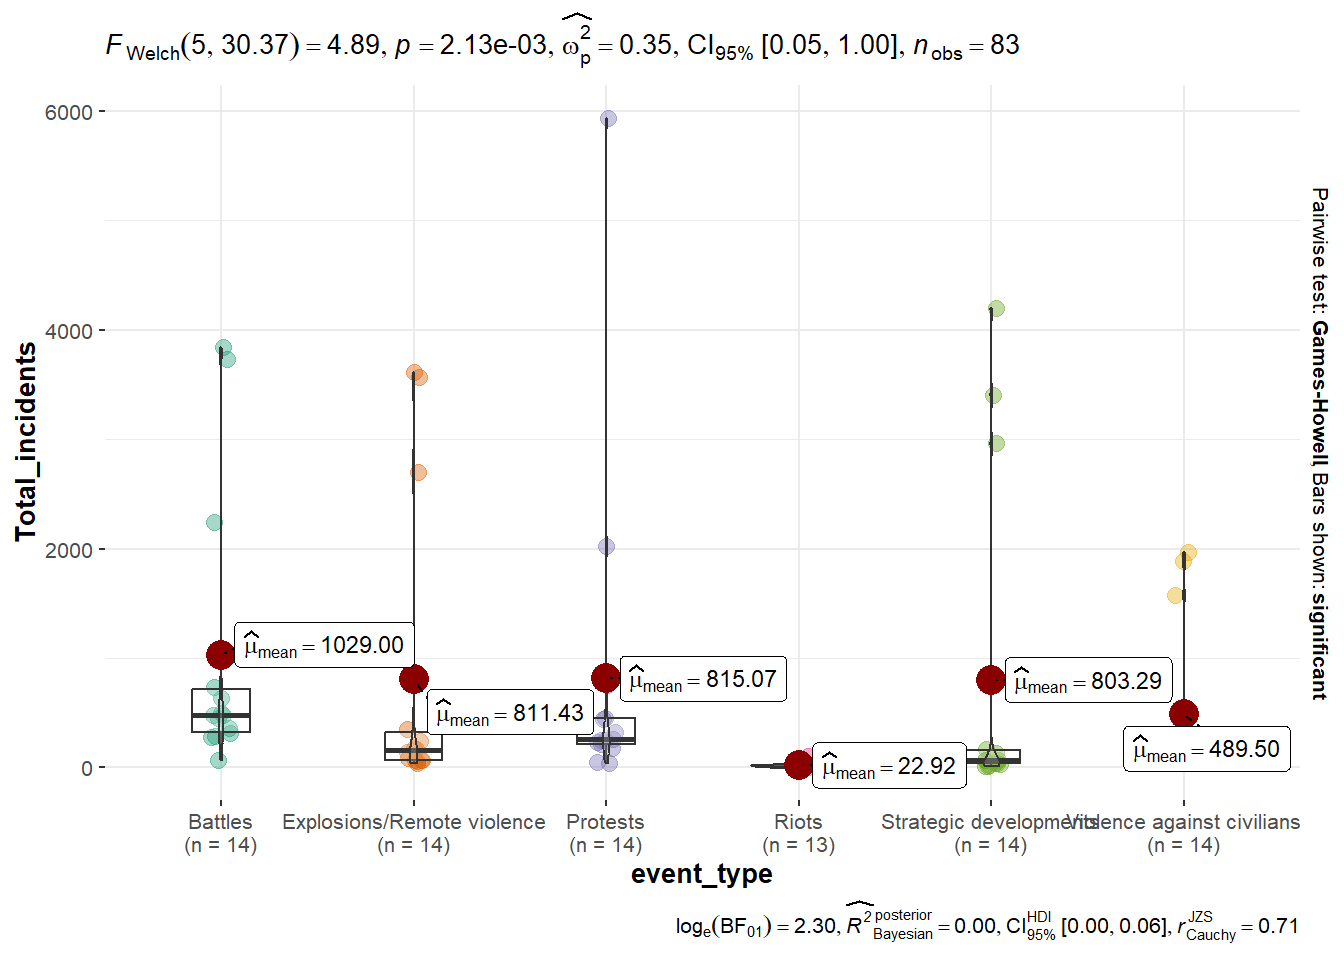 F Welch(5, 30.37) = 4.89, p = 2.13e-03, ω̂²p = 0.35, CI95% [0.05, 1.00], nobs = 83
6000
4000
2000
0
Total_incidents
μ̂mean = 1029.00
μ̂mean = 811.43
μ̂mean = 815.07
μ̂mean = 22.92
μ̂mean = 803.29
μ̂mean = 489.50
Pairwise test: Games-Howell, Bars shown: significant
Battles
(n = 14)
Explosions/Remote violence
(n = 14)
Protests
(n = 14)
Riots
(n = 13)
Strategic developments
(n = 14)
Violence against civilians
(n = 14)
event_type
loge(BF01) = 2.30, R̂² posterior Bayesian = 0.00, CI HDI 95% [0.00, 0.06], r JZS Cauchy = 0.71